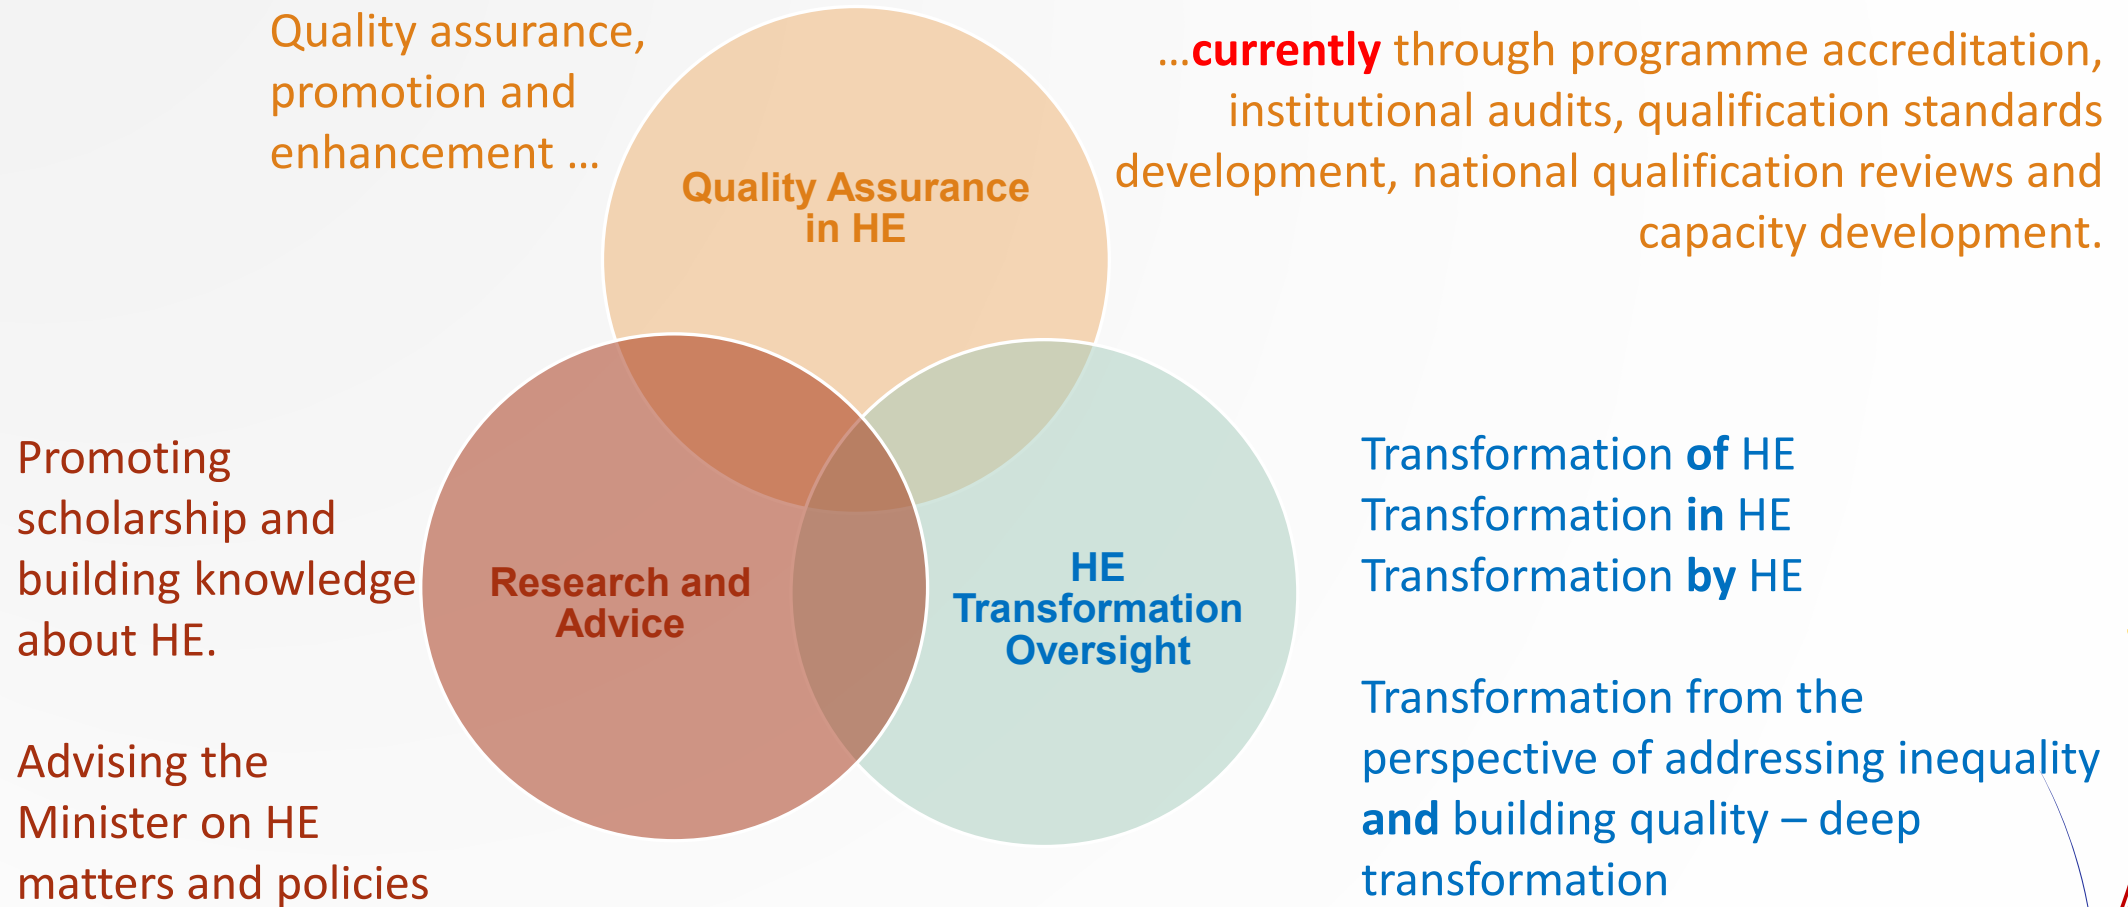 Quality assurance,
promotion and
enhancement ...
...currently through programme accreditation,
institutional audits, qualification standards
development, national qualification reviews and
capacity development.
Quality Assurance
in HE
Promoting
scholarship and
building knowledge
about HE.
Advising the
Minister on HE
matters and policies
Research and
Advice
HE
Transformation
Oversight
Transformation of HE
Transformation in HE
Transformation by HE
Transformation from the
perspective of addressing inequality
and building quality – deep
transformation